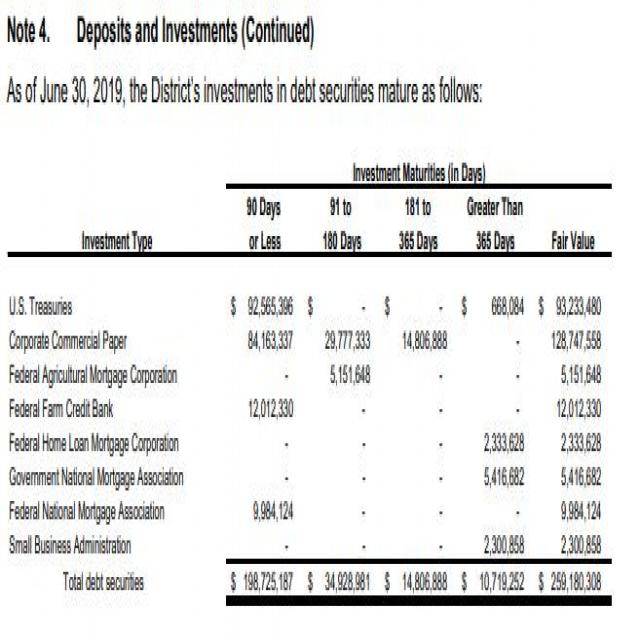 Note 4. Deposits and Investments (Continued)
As of June 30, 2019, the District's investments in debt securities mature as follows:
Investment Maturities (in Days)
90 Days 91 to 181 to Greater Than
Investment Type or Less 180 Days 365 Days 365 Days Fair Value
U.S. Treasuries $ 92,565,396 $ - $ - $ 668,084 $ 93,233,480
Corporate Commercial Paper 84,163,337 29,777,333 14,806,888 - 128,747,558
Federal Agricultural Mortgage Corporation - 5,151,648 - - 5,151,648
Federal Farm Credit Bank 12,012,330 - - - 12,012,330
Federal Home Loan Mortgage Corporation - - - 2,333,628 2,333,628
Government National Mortgage Association - - - 5,416,682 5,416,682
Federal National Mortgage Association 9,984,124 - - - 9,984,124
Small Business Administration - - - 2,300,858 2,300,858
Total debt securities $ 198,725,187 $ 34,928,981 $ 14,806,888 $ 10,719,252 $ 259,180,308